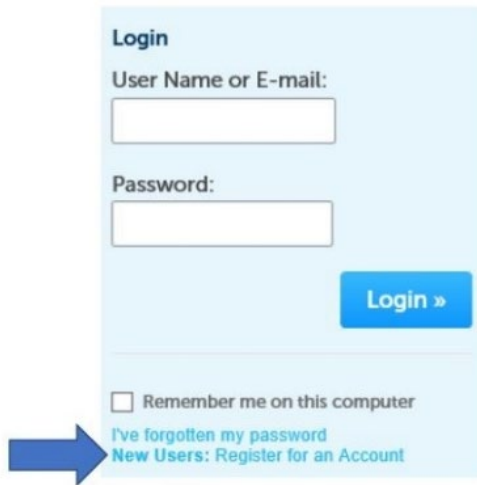 Login
User Name or E-mail:
Password:
Login »
Remember me on this computer
I've forgotten my password
New Users: Register for an Account